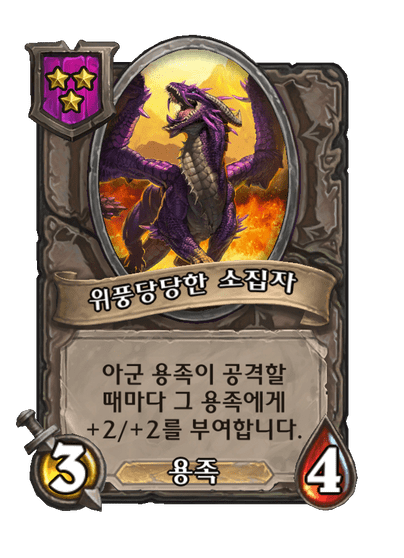 위풍당당한 소집자
아군 용족이 공격할
때마다 그 용족에게
+2/+2를 부여합니다.
3
용족
4